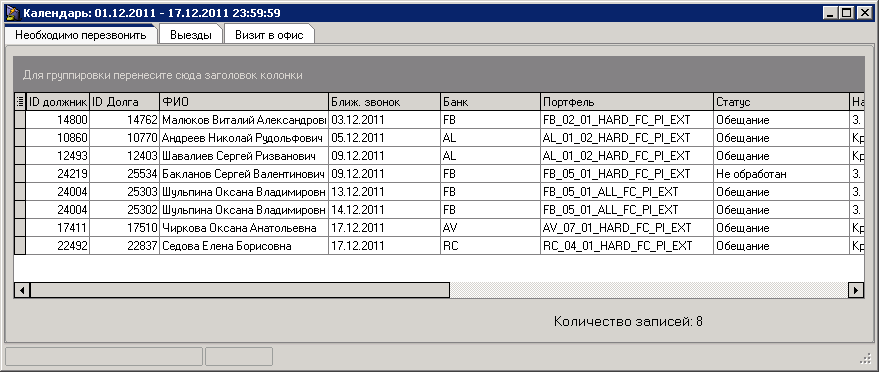 Календарь: 01.12.2011 - 17.12.2011 23:59:59
Необходимо перезвонить Выезды Визит в офис
Для группировки перенесите сюда заголовок колонки
ID должник ID Долга ФИО Ближ. звонок Банк Портфель Статус На
14800 14762 Малюков Виталий Александрови 03.12.2011 FB FB_02_01_HARD_FC_PI_EXT Обещание 3.
10860 10770 Андреев Николай Рудольфович 05.12.2011 AL AL_01_02_HARD_FC_PI_EXT Обещание Кр
12493 12403 Шавалиев Сергей Ризванович 09.12.2011 AL AL_01_02_HARD_FC_PI_EXT Обещание Кр
24219 25534 Бакланов Сергей Валентинович 09.12.2011 FB FB_05_01_HARD_FC_PI_EXT Не обработан 3.
24004 25303 Шульпина Оксана Владимировн 13.12.2011 FB FB_05_01_ALL_FC_PI_EXT Обещание 3.
24004 25302 Шульпина Оксана Владимировн 14.12.2011 FB FB_05_01_ALL_FC_PI_EXT Обещание 3.
17411 17510 Чиркова Оксана Анатольевна 17.12.2011 AV AV_07_01_HARD_FC_PI_EXT Обещание Кр
22492 22837 Седова Елена Борисовна 17.12.2011 RC RC_04_01_HARD_FC_PI_EXT Обещание Кр
Количество записей: 8